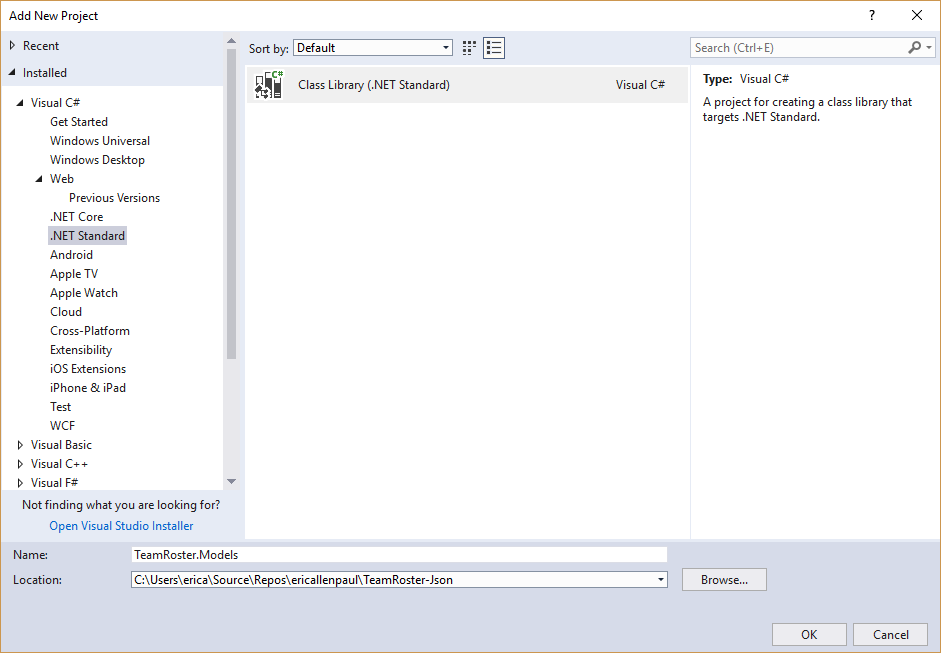 Add New Project
?
Recent
Installed
Visual C#
Get Started
Windows Universal
Windows Desktop
Web
Previous Versions
.NET Core
.NET Standard
Android
Apple TV
Apple Watch
Cloud
Cross-Platform
Extensibility
iOS Extensions
iPhone & iPad
Test
WCF
Visual Basic
Visual C++
Visual F#
Not finding what you are looking for?
Open Visual Studio Installer
Sort by: Default
C# Class Library (.NET Standard) Visual C#
Search (Ctrl+E)
Type: Visual C#
A project for creating a class library that
targets .NET Standard.
Name: TeamRoster.Models
Location: C:\Users\erica\Source\Repos\ericallenpaul\TeamRoster-Json Browse...
OK Cancel